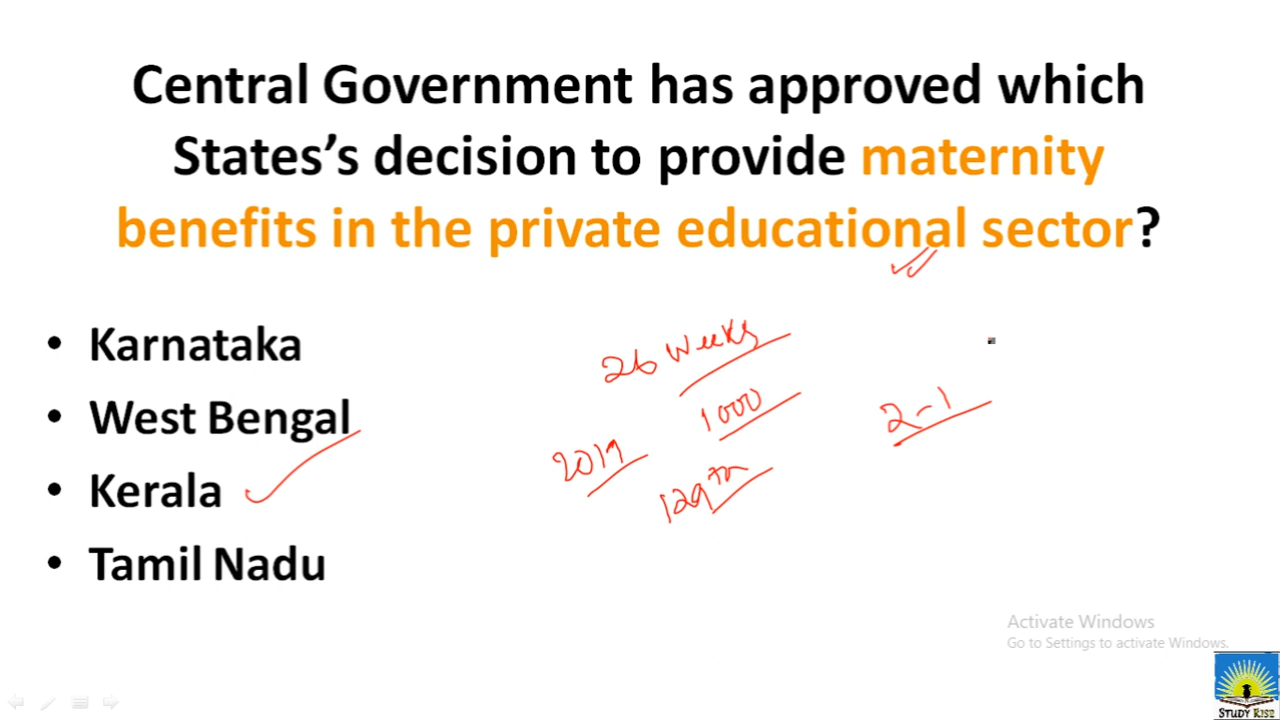 Central Government has approved which
States’s decision to provide maternity
benefits in the private educational sector?
• Karnataka
• West Bengal
• Kerala
• Tamil Nadu
26 Weeks
1000
2-1
2019
129th
Activate Windows
Go to Settings to activate Windows.
STUDY RISE